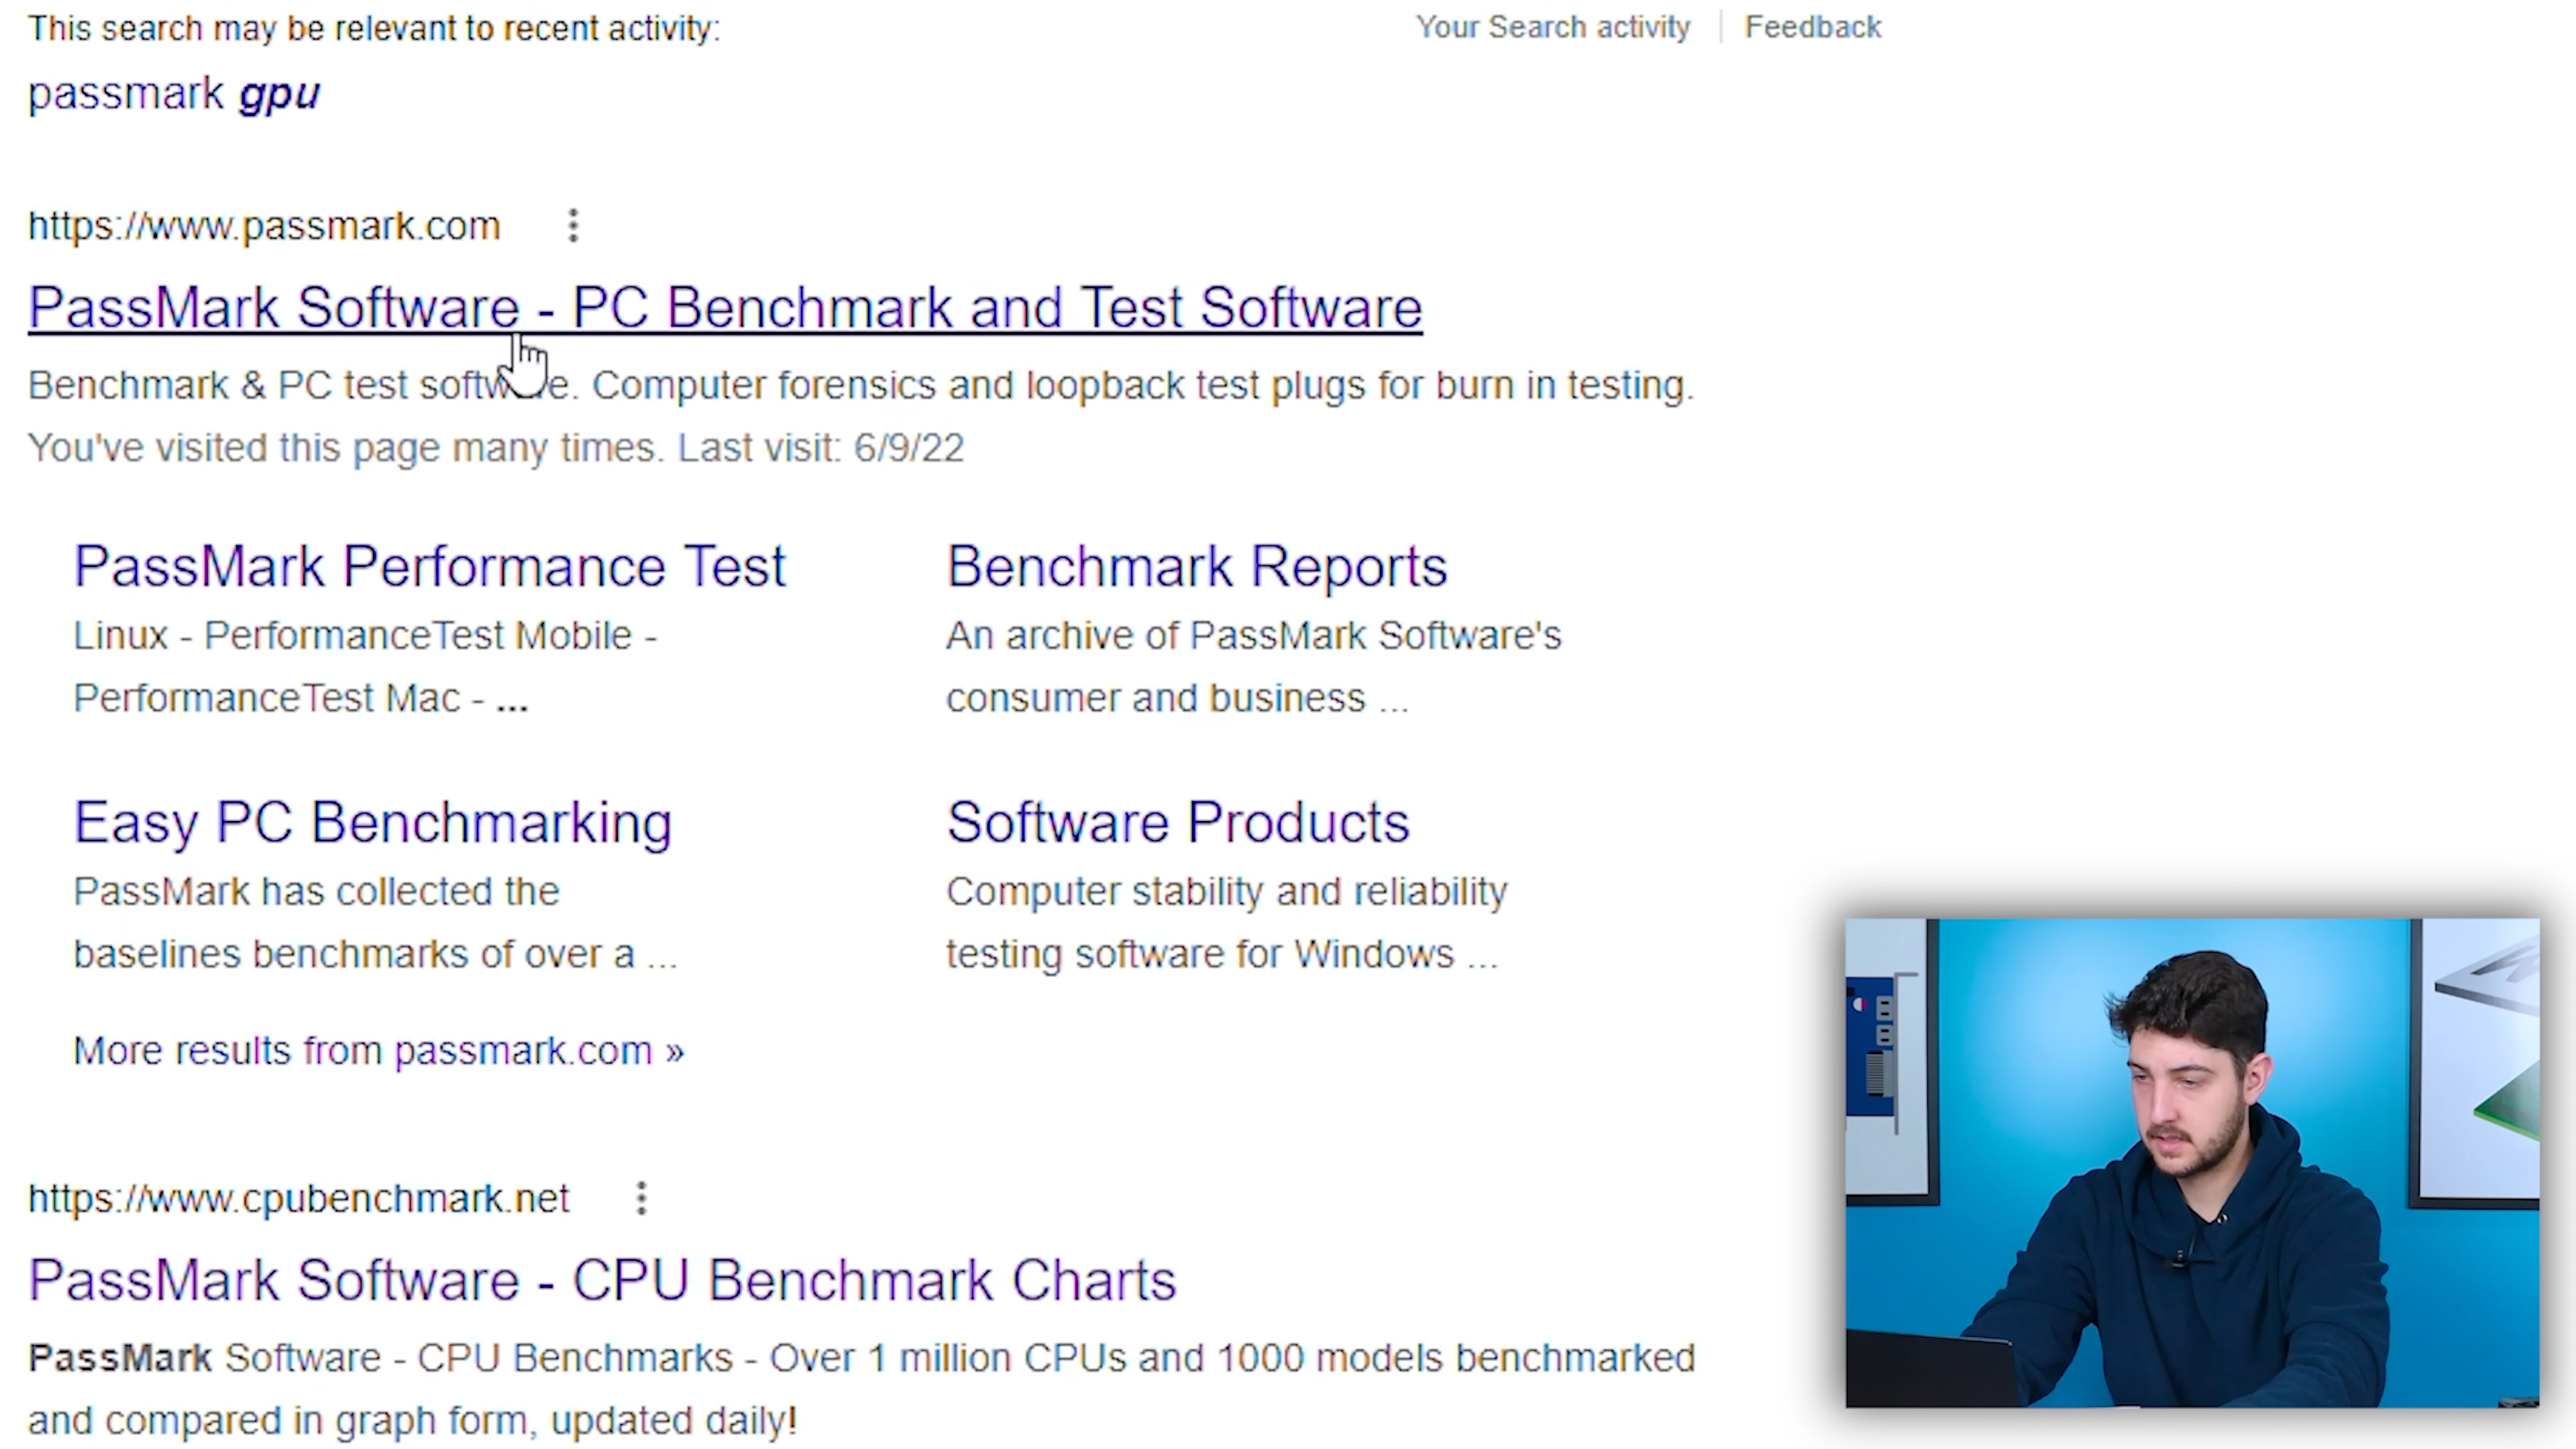 This search may be relevant to recent activity:
Your Search activity
Feedback
passmark gpu
https://www.passmark.com
PassMark Software - PC Benchmark and Test Software
Benchmark & PC test software. Computer forensics and loopback test plugs for burn in testing.
You've visited this page many times. Last visit: 6/9/22
PassMark Performance Test
Linux - PerformanceTest Mobile -
PerformanceTest Mac - ...
Benchmark Reports
An archive of PassMark Software's
consumer and business ...
Easy PC Benchmarking
PassMark has collected the
baselines benchmarks of over a ...
Software Products
Computer stability and reliability
testing software for Windows ...
More results from passmark.com »
https://www.cpubenchmark.net
PassMark Software - CPU Benchmark Charts
PassMark Software - CPU Benchmarks - Over 1 million CPUs and 1000 models benchmarked
and compared in graph form, updated daily!